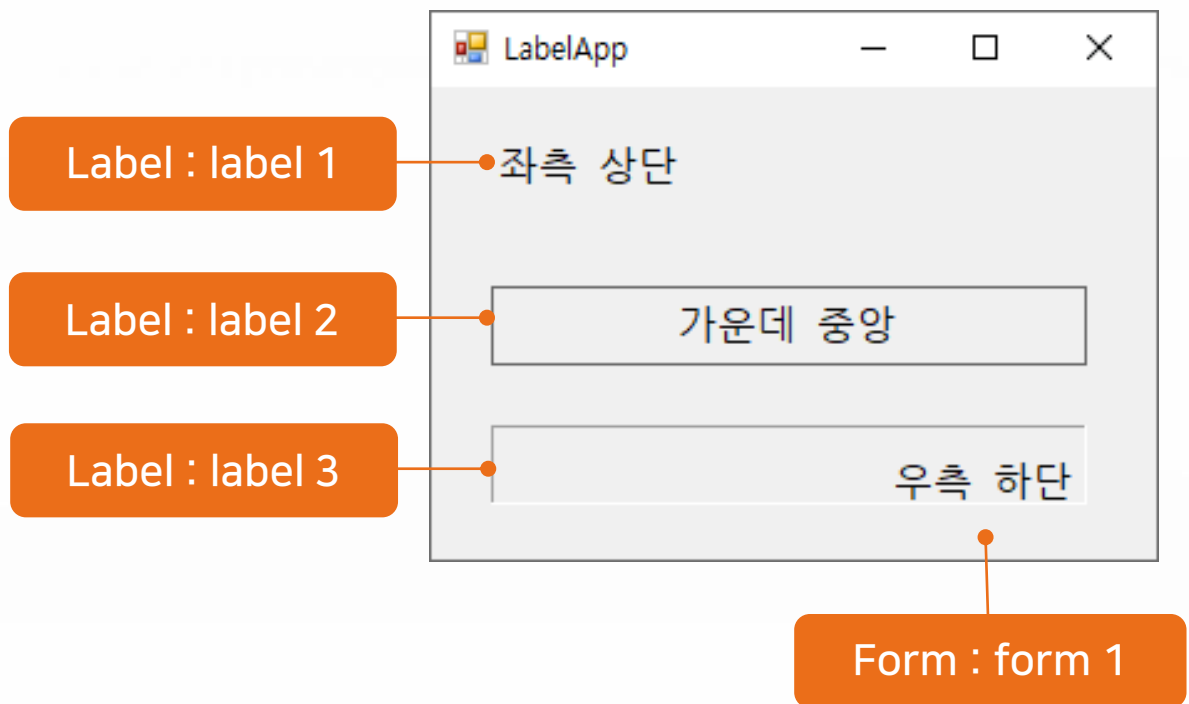 LabelApp
Label : label 1
좌측 상단
Label : label 2
가운데 중앙
Label : label 3
우측 하단
Form : form 1